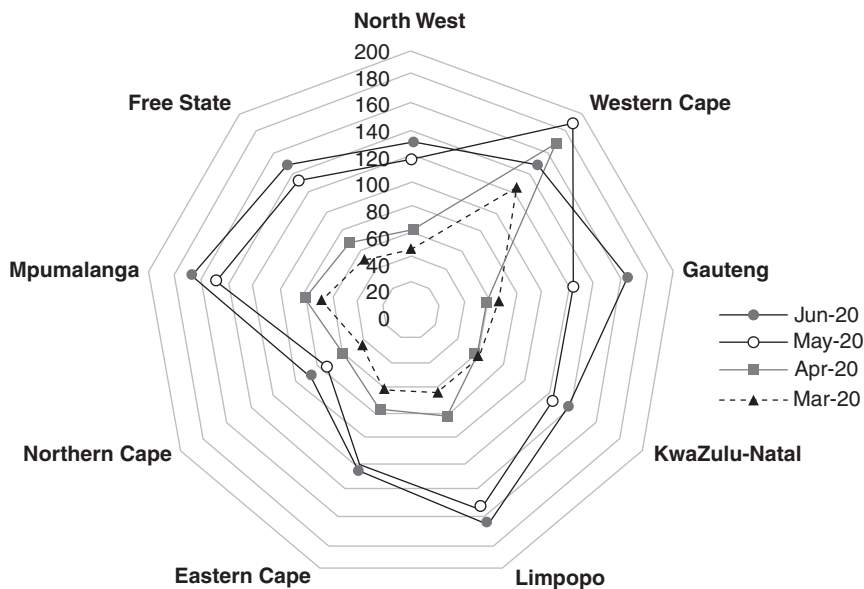 North West
200
180
160
140
120
100
80
60
40
20
0
Free State
Western Cape
Mpumalanga
Gauteng
Northern Cape
KwaZulu-Natal
Eastern Cape
Limpopo
Jun-20
May-20
Apr-20
Mar-20